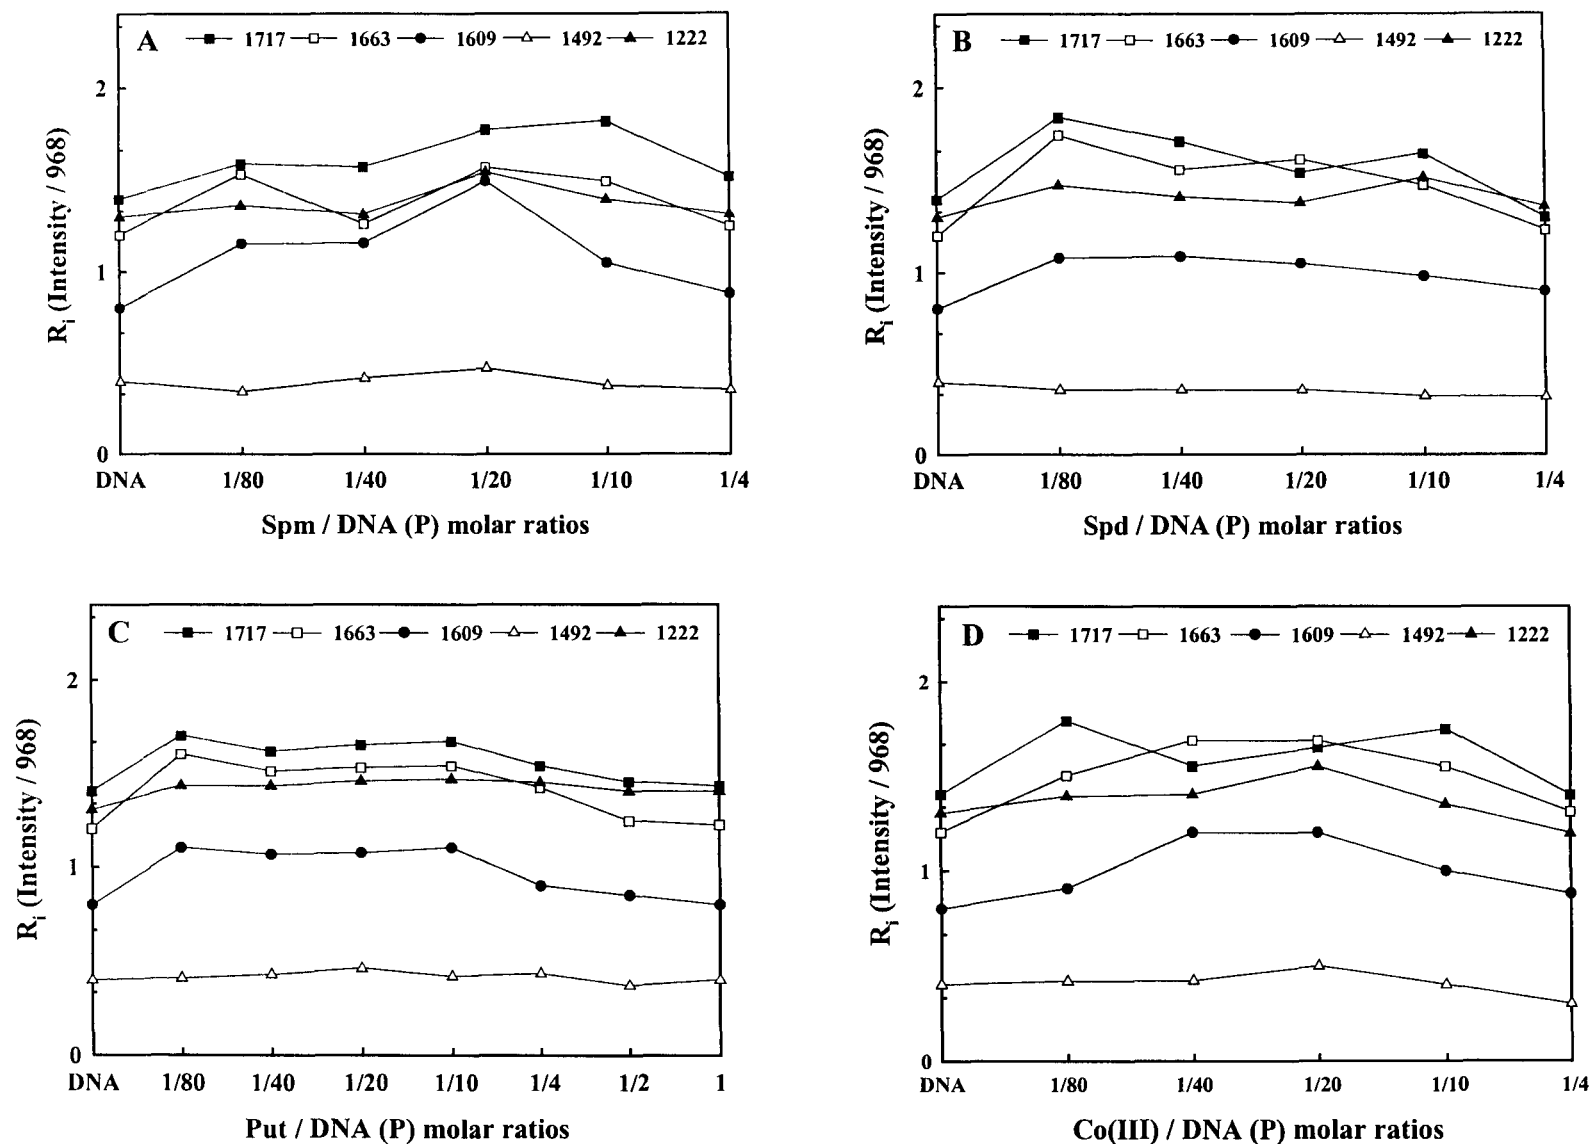 A 1717 1663 1609 1492 1222
2
1
0
R_i (Intensity / 968)
DNA 1/80 1/40 1/20 1/10 1/4
Spm / DNA (P) molar ratios
B 1717 1663 1609 1492 1222
2
1
0
R_i (Intensity / 968)
DNA 1/80 1/40 1/20 1/10 1/4
Spd / DNA (P) molar ratios
C 1717 1663 1609 1492 1222
2
1
0
R_i (Intensity / 968)
DNA 1/80 1/40 1/20 1/10 1/4 1/2 1
Put / DNA (P) molar ratios
D 1717 1663 1609 1492 1222
2
1
0
R_i (Intensity / 968)
DNA 1/80 1/40 1/20 1/10 1/4
Co(III) / DNA (P) molar ratios